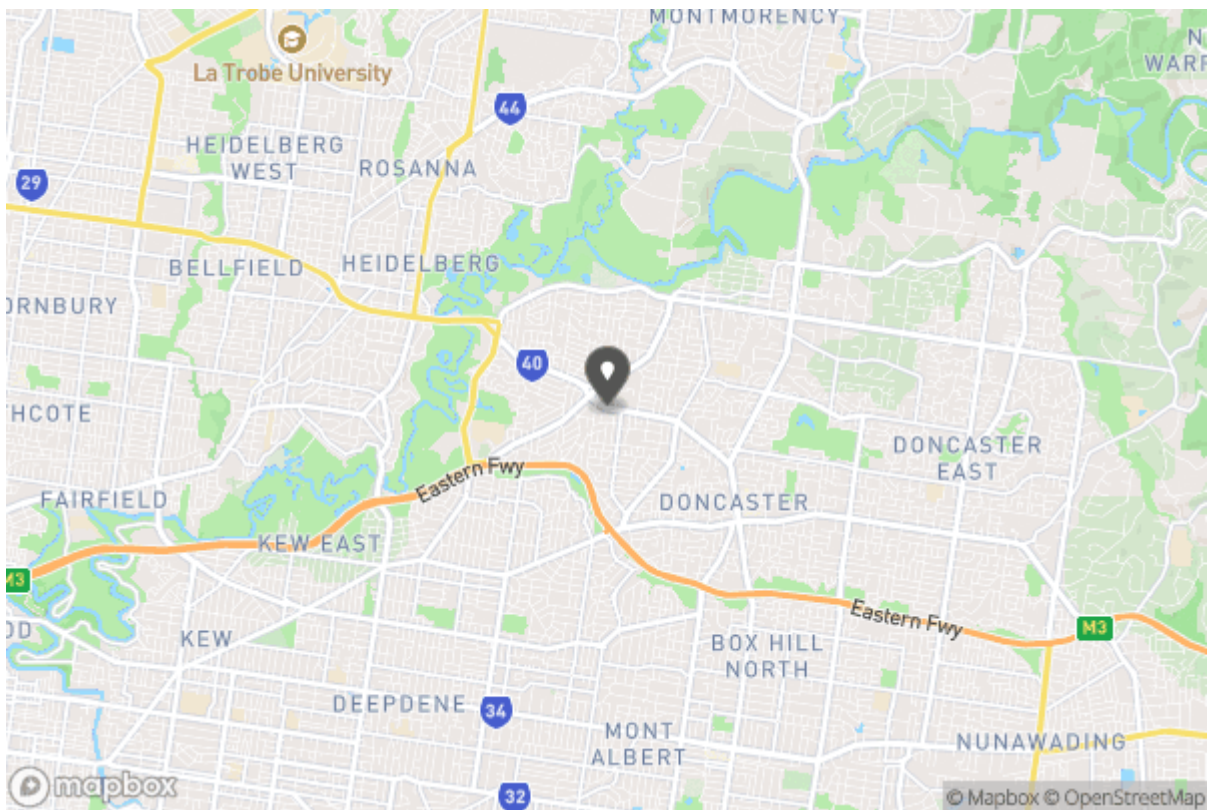 MONTMORENCY
N
WARR
La Trobe University
44
HEIDELBERG
WEST
ROSANNA
29
BELLFIELD
HEIDELBERG
ORNBURY
40
THCOTE
DONCASTER
EAST
Eastern Fwy
FAIRFIELD
DONCASTER
KEW EAST
M3
Eastern Fwy
M3
OD
KEW
BOX HILL
NORTH
DEEPDENE
34
MONT
ALBERT
NUNAWADING
mapbox
32
© Mapbox © OpenStreetMap